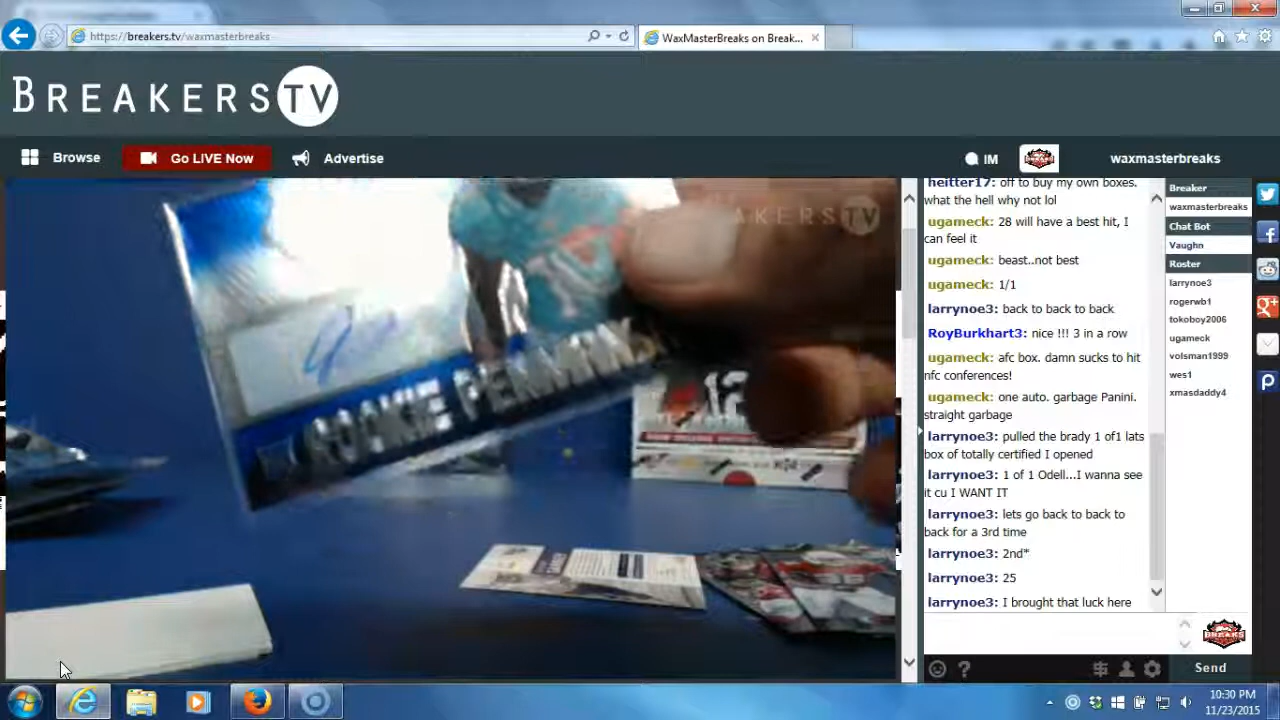 https://breakers.tv/waxmasterbreaks
WaxMasterBreaks on Break...
BREAKERS TV
Browse
Go LIVE Now
Advertise
IM
waxmasterbreaks
heitter17: off to buy my own boxes.
what the hell why not lol
ugameck: 28 will have a best hit, I
can feel it
ugameck: beast..not best
ugameck: 1/1
larrynoe3: back to back to back
RoyBurkhart3: nice !!! 3 in a row
ugameck: afc box. damn sucks to hit
nfc conferences!
ugameck: one auto. garbage Panini.
straight garbage
larrynoe3: pulled the brady 1 of1 lats
box of totally certified I opened
larrynoe3: 1 of 1 Odell...I wanna see
it cu I WANT IT
larrynoe3: lets go back to back to
back for a 3rd time
larrynoe3: 2nd*
larrynoe3: 25
larrynoe3: I brought that luck here
Send
Breaker
waxmasterbreaks
Chat Bot
Vaughn
Roster
larrynoe3
rogerwb1
tokoboy2006
ugameck
volsman1999
wes1
xmasdaddy4
BREAKERS TV
ROOKIE
12
BREAKS
10:30 PM
11/23/2015